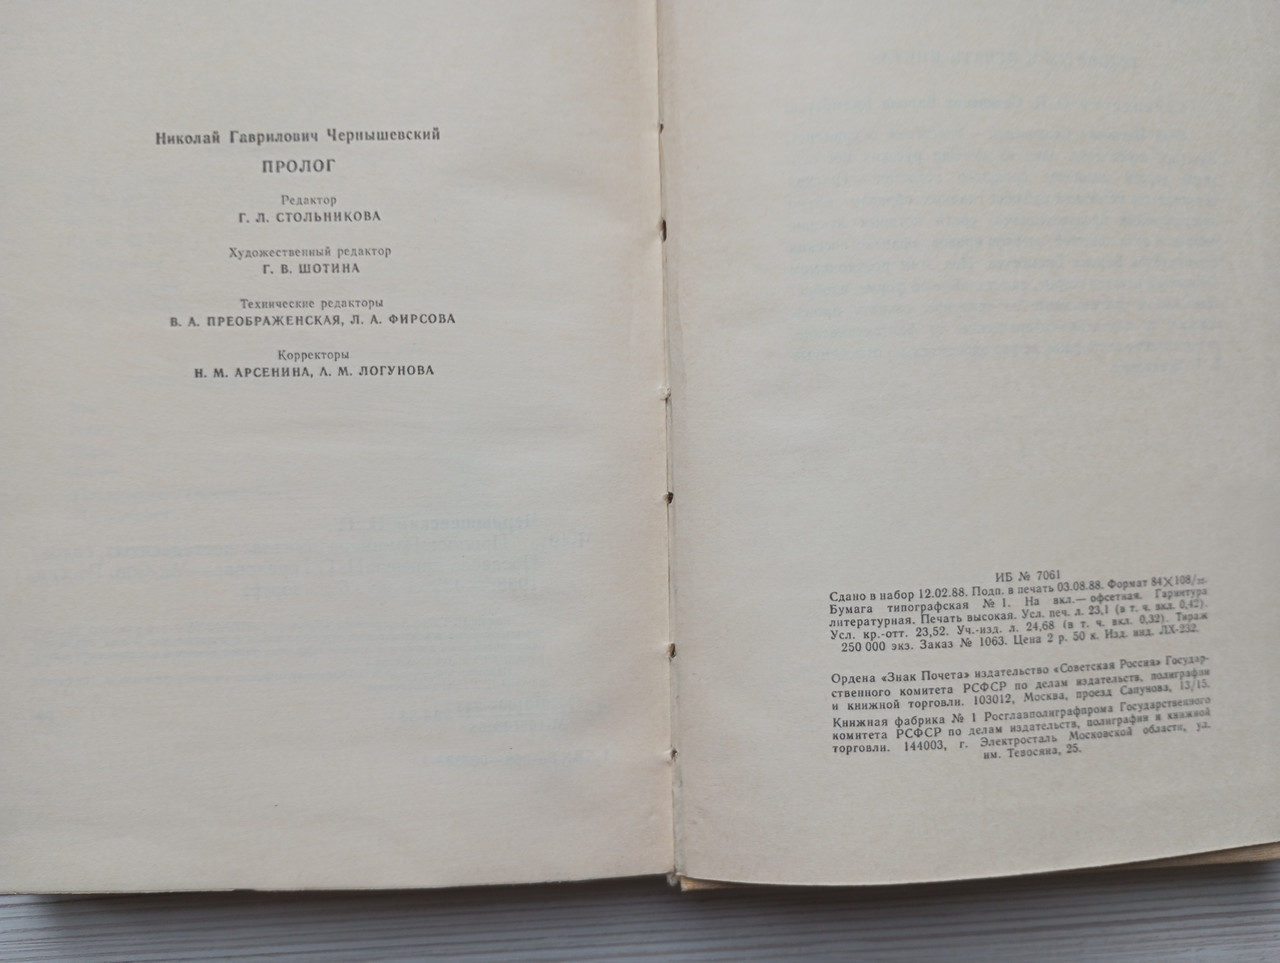 Николай Гаврилович Чернышевский
ПРОЛОГ
Редактор
Г. Л. СТОЛЬНИКОВА
Художественный редактор
Г. В. ШОТИНА
Технические редакторы
В. А. ПРЕОБРАЖЕНСКАЯ, Л. А. ФИРСОВА
Корректоры
Н. М. АРСЕНИНА, Л. М. ЛОГУНОВА
ИБ № 7061
Сдано в набор 12.02.88. Подп. в печать 03.08.88. Формат 84×108/32.
Бумага типографская № 1. На вкл.— офсетная. Гарнитура
литературная. Печать высокая. Усл. печ. л. 23,1 (в т. ч. вкл. 0,42).
Усл. кр.-отт. 23,52. Уч.-изд. л. 24,68 (в т. ч. вкл. 0,32). Тираж
250 000 экз. Заказ № 1063. Цена 2 р. 50 к. Изд. инд. ЛХ-232.
Ордена «Знак Почета» издательство «Советская Россия» Государ-
ственного комитета РСФСР по делам издательств, полиграфии
и книжной торговли. 103012, Москва, проезд Сапунова, 13/15.
Книжная фабрика № 1 Росглавполиграфпрома Государственного
комитета РСФСР по делам издательств, полиграфии и книжной
торговли. 144003, г. Электросталь Московской области, ул.
им. Тевосяна, 25.